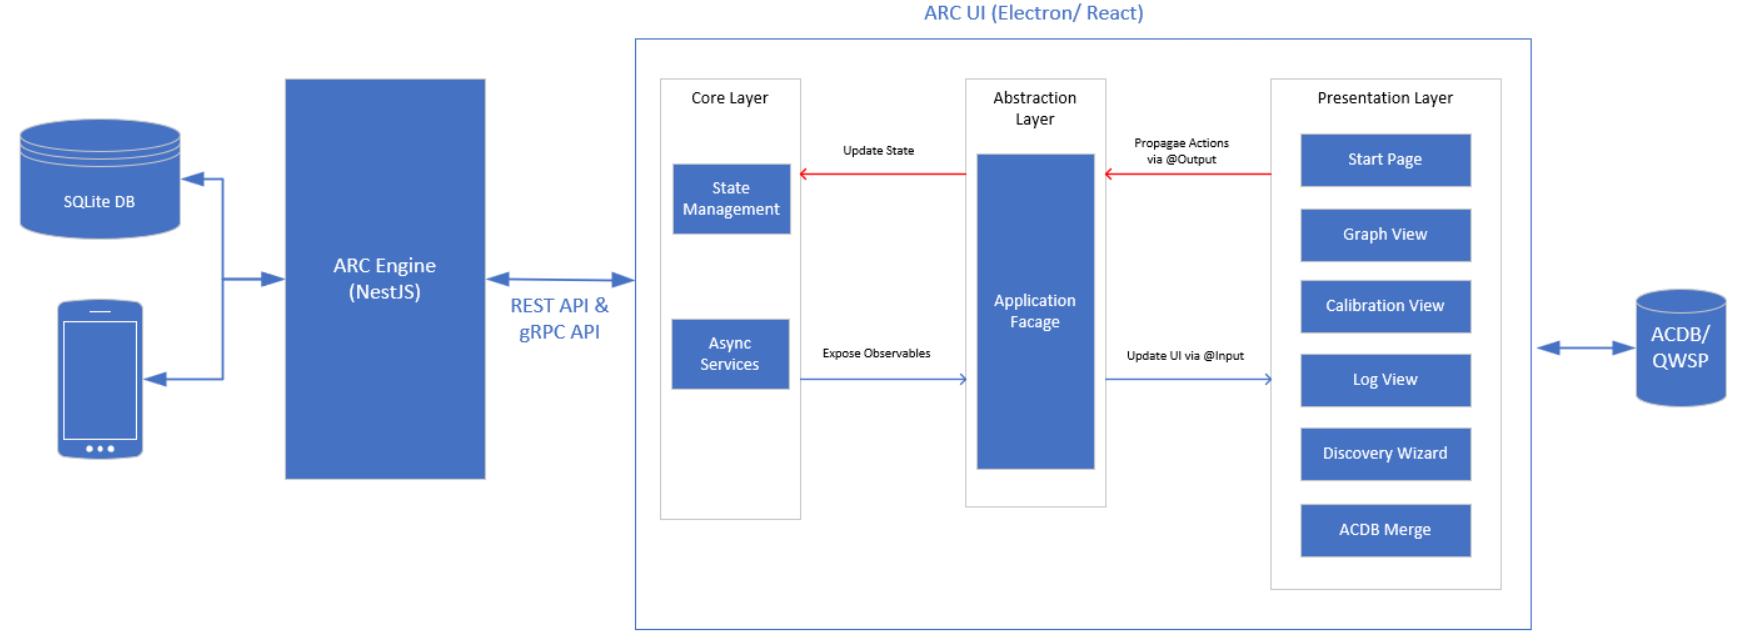 ARC UI (Electron/ React)
SQLite DB
ARC Engine
(NestJS)
REST API &
gRPC API
Core Layer
State
Management
Async
Services
Update State
Expose Observables
Abstraction
Layer
Application
Facage
Propagae Actions
via @Output
Update UI via @Input
Presentation Layer
Start Page
Graph View
Calibration View
Log View
Discovery Wizard
ACDB Merge
ACDB/
QWSP